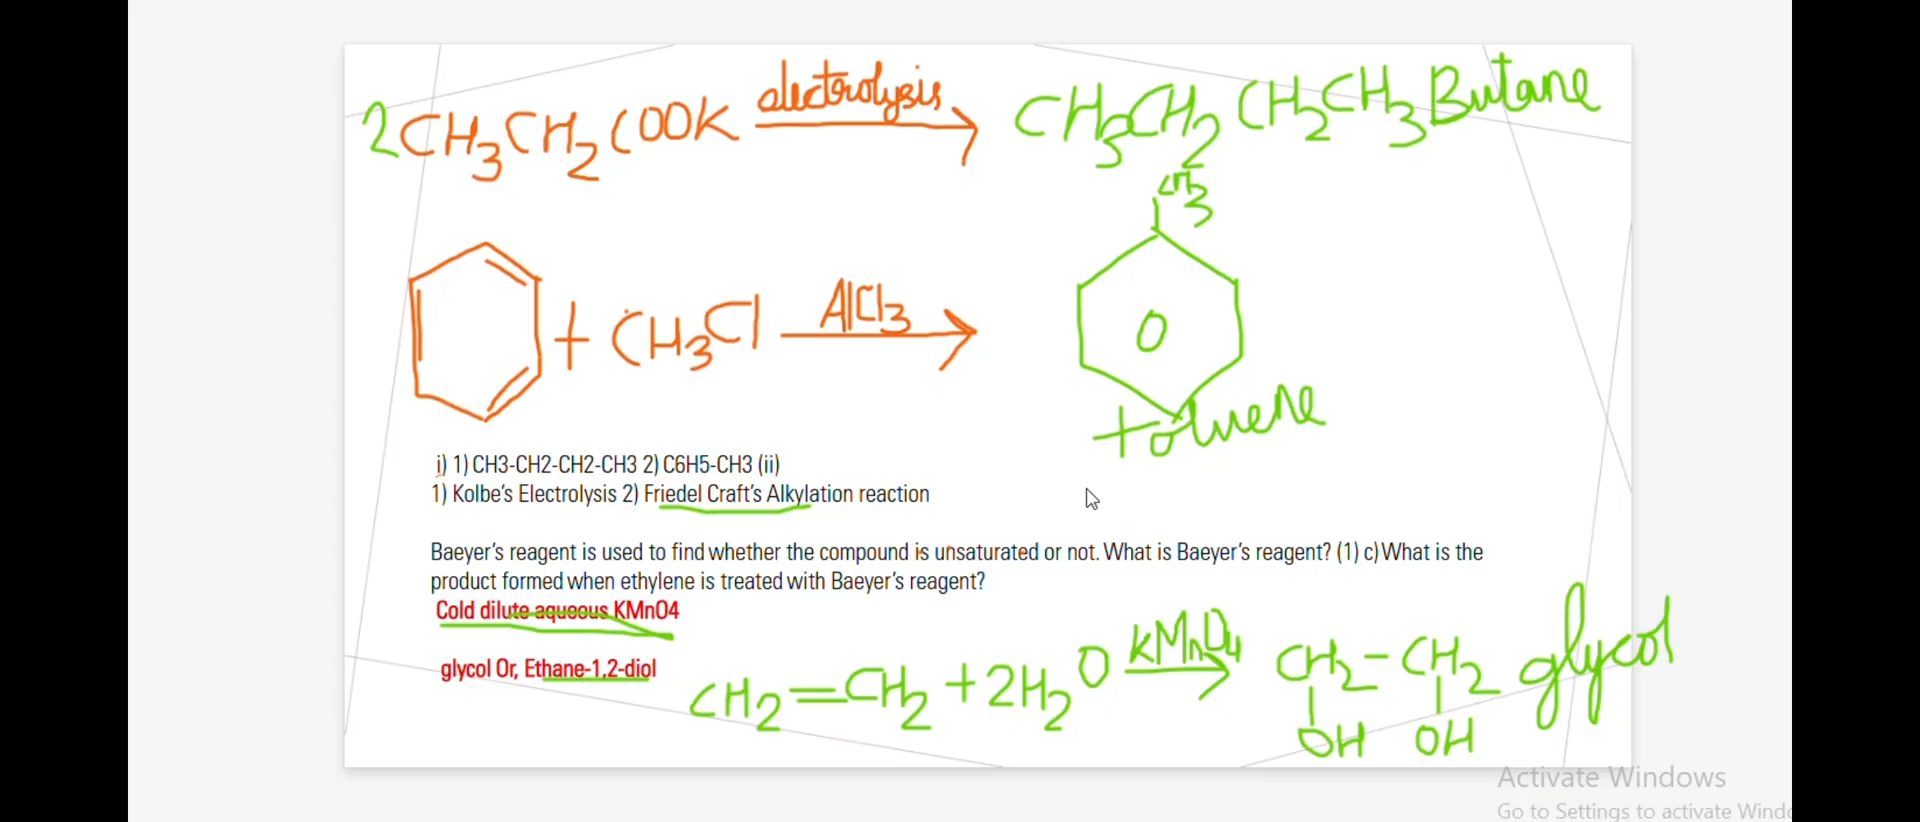 2CH3CH2COOK electrolysis CH3CH2CH2CH3 Butane
CH3
+ CH3Cl AlCl3
toluene
i) 1) CH3-CH2-CH2-CH3 2) C6H5-CH3 (ii)
1) Kolbe's Electrolysis 2) Friedel Craft's Alkylation reaction
Baeyer's reagent is used to find whether the compound is unsaturated or not. What is Baeyer's reagent? (1) c) What is the
product formed when ethylene is treated with Baeyer's reagent?
Cold dilute aqueous KMnO4
glycol Or, Ethane-1,2-diol
CH2=CH2 + 2H2O KMnO4 CH2-CH2 glycol
OH OH
Activate Windows
Go to Settings to activate Windo